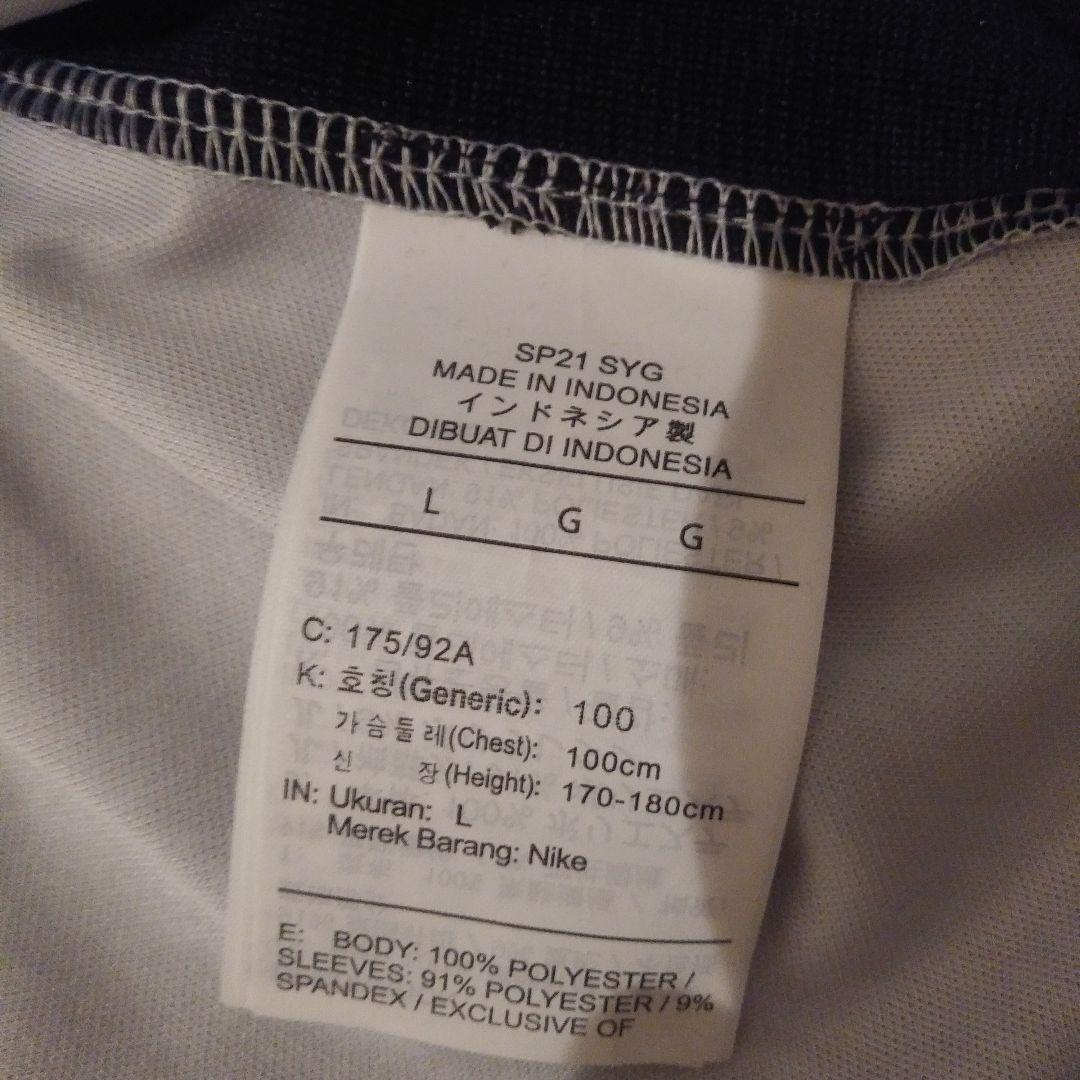 SP21 SYG
MADE IN INDONESIA
インドネシア製
DIBUAT DI INDONESIA
L G G
C: 175/92A
K: 호칭(Generic): 100
가슴둘레(Chest): 100cm
신 장(Height): 170-180cm
IN: Ukuran: L
Merek Barang: Nike
E: BODY: 100% POLYESTER /
SLEEVES: 91% POLYESTER / 9%
SPANDEX / EXCLUSIVE OF